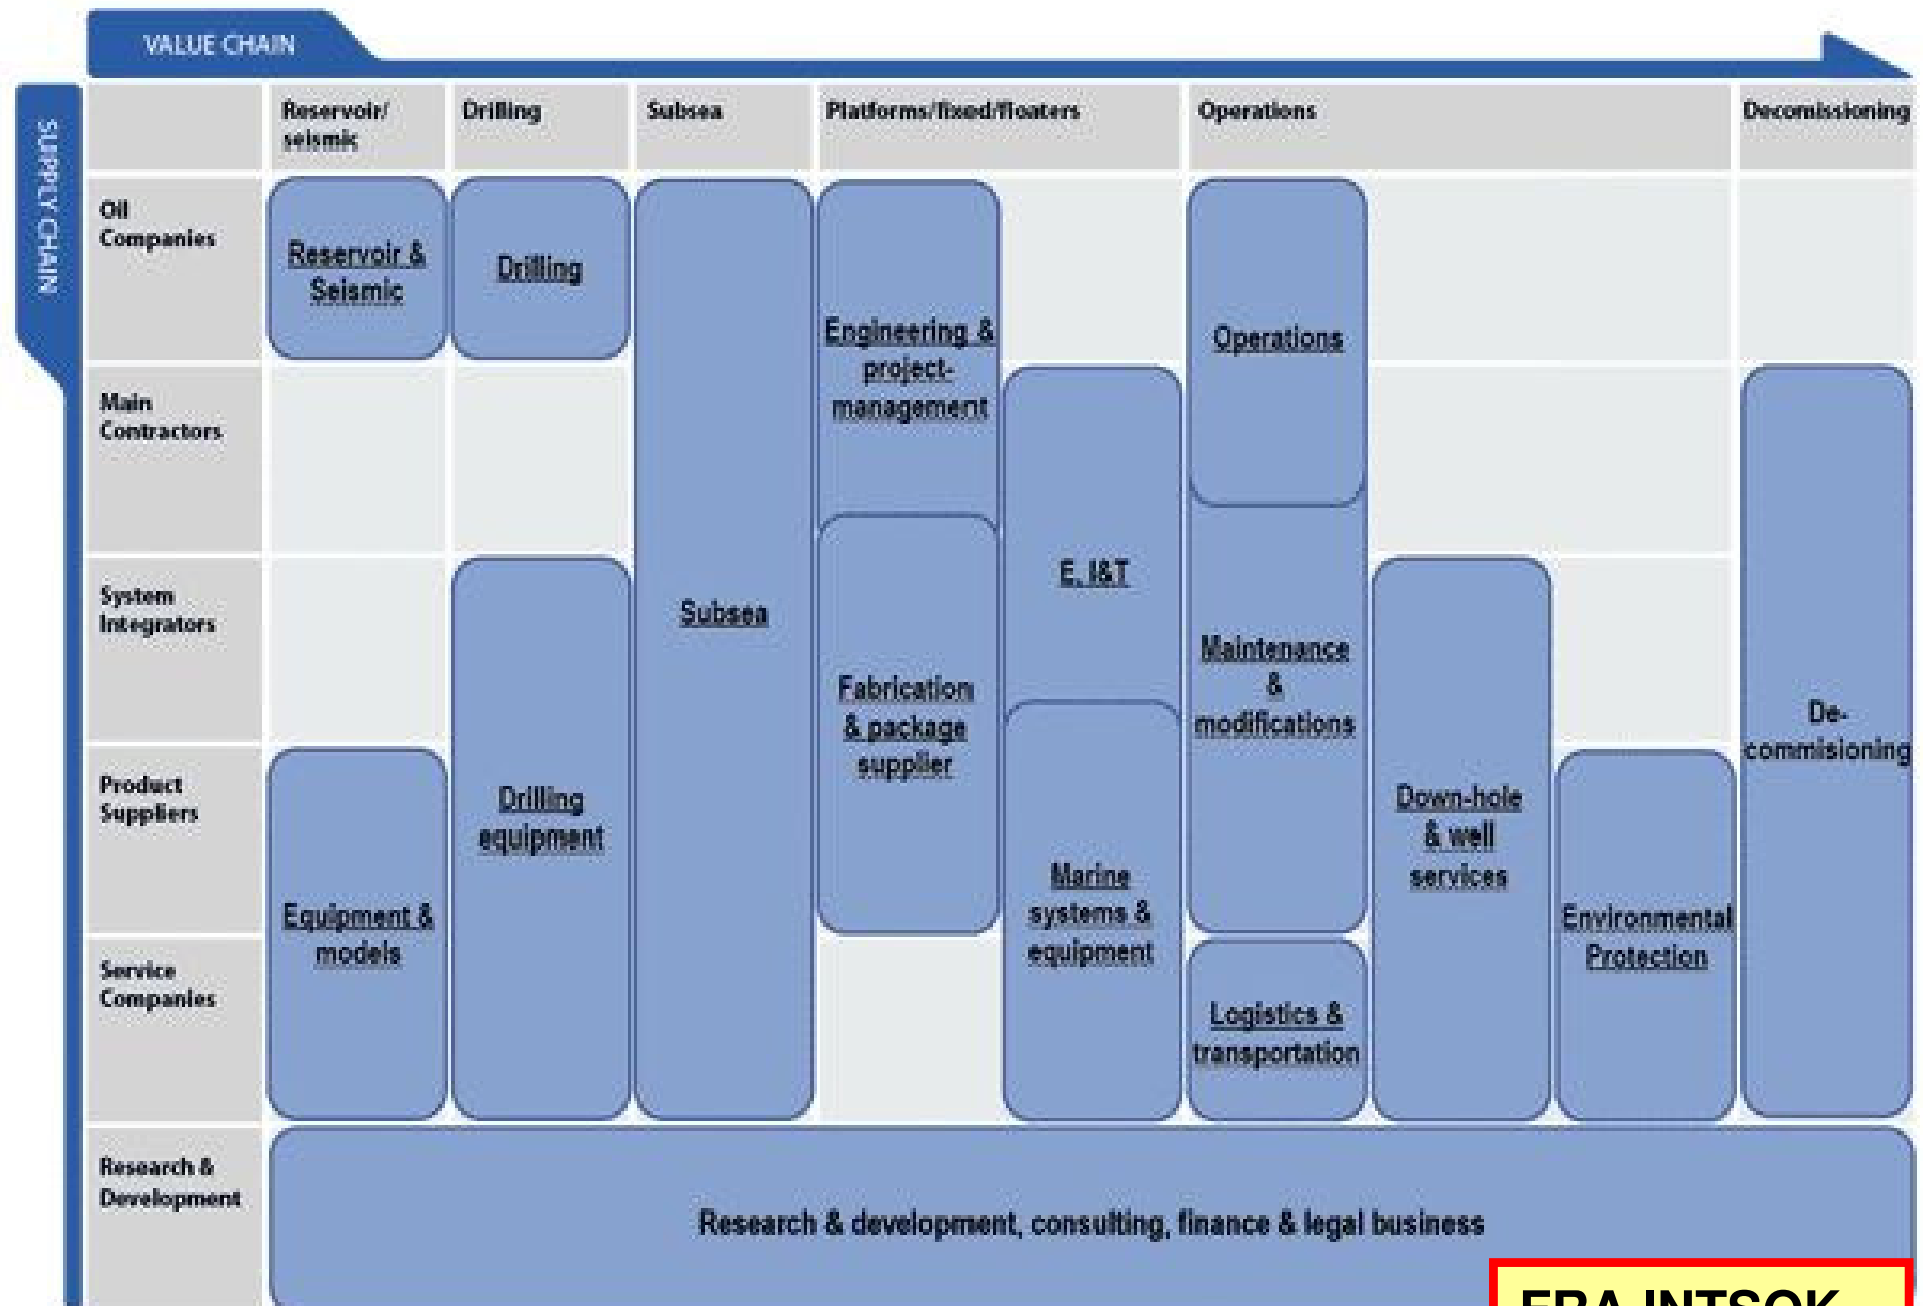 VALUE CHAIN
SUPPLY CHAIN
Reservoir/
seismic
Drilling
Subsea
Platforms/fixed/floaters
Operations
Decomissioning
Oil
Companies
Reservoir &
Seismic
Drilling
Engineering &
project-
management
Operations
Main
Contractors
E, I&T
System
Integrators
Subsea
Maintenance
&
modifications
Fabrication
& package
supplier
De-
commisioning
Product
Suppliers
Drilling
equipment
Down-hole
& well
services
Marine
systems &
equipment
Equipment &
models
Environmental
Protection
Service
Companies
Logistics &
transportation
Research &
Development
Research & development, consulting, finance & legal business
FRA INTSOK